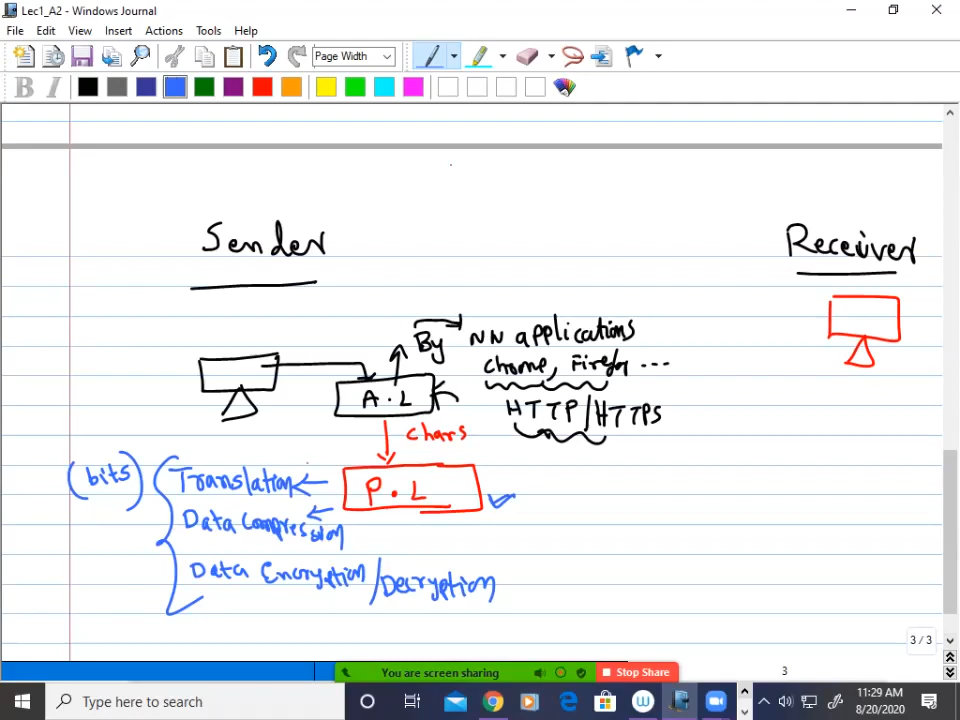 Lec1_A2 - Windows Journal
File Edit View Insert Actions Tools Help
Page Width
B I
Sender
Receiver
By NW applications
chrome, Firefox ...
A.L
HTTP/HTTPS
chars
(bits)
Translation
P.L
Data Compression
Data Encryption/Decryption
3 / 3
You are screen sharing Stop Share
3
Type here to search
11:29 AM
8/20/2020